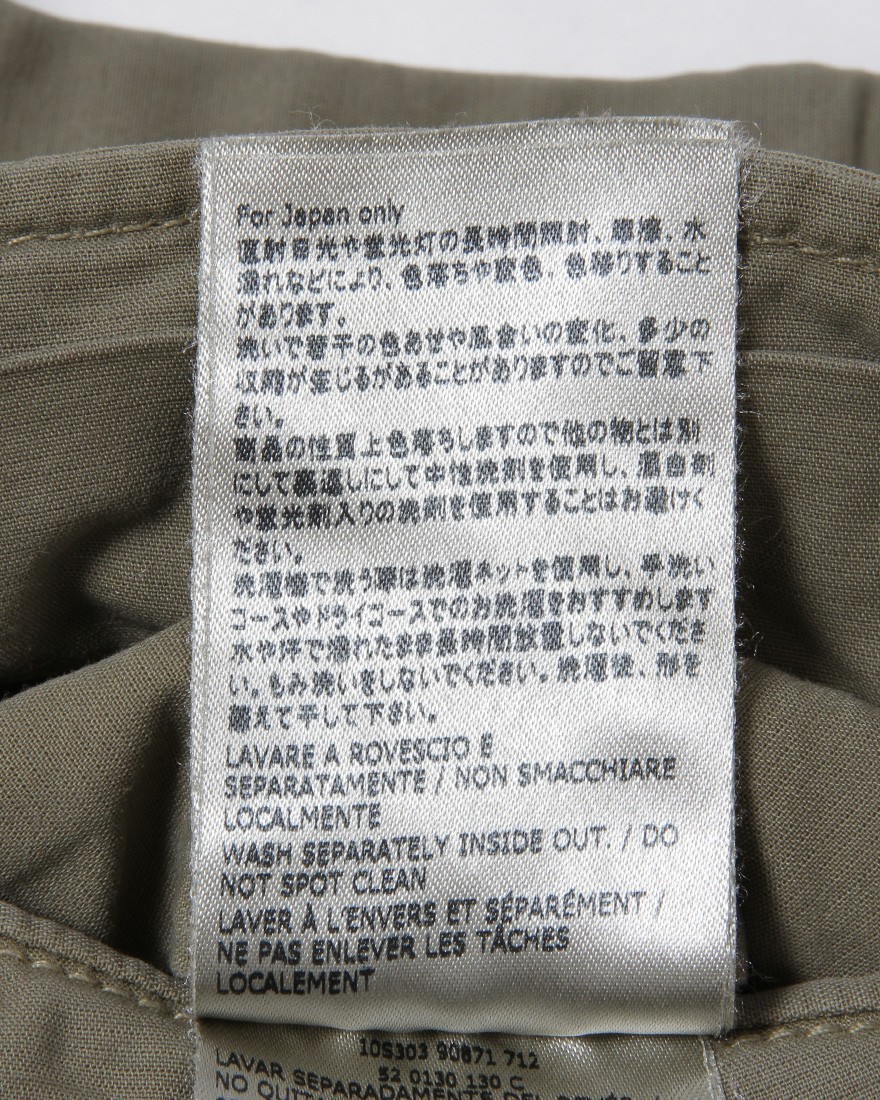 For Japan only
直射日光や蛍光灯の長時間照射、摩擦、水
濡れなどにより、色落ちや変色、色移りすること
があります。
洗いで若干の色あせや風合いの変化、多少の
収縮が生じるがあることがありますのでご留意下
さい。
商品の性質上色落ちしますので他の物とは別
にして裏返しにして中性洗剤を使用し、漂白剤
や蛍光剤入りの洗剤を使用することはお避けく
ださい。
洗濯機で洗う際は洗濯ネットを使用し、手洗い
コースやドライコースでのお洗濯をおすすめします
水や汗で濡れたまま長時間放置しないでくださ
い。もみ洗いをしないでください。洗濯後、形を
整えて干して下さい。
LAVARE A ROVESCIO E
SEPARATAMENTE / NON SMACCHIARE
LOCALMENTE
WASH SEPARATELY INSIDE OUT. / DO
NOT SPOT CLEAN
LAVER À L'ENVERS ET SÉPARÉMENT /
NE PAS ENLEVER LES TÂCHES
LOCALEMENT
10S303 90871 712
52 0130 130 C
LAVAR SEPARADAMENTE DEL REVÉS